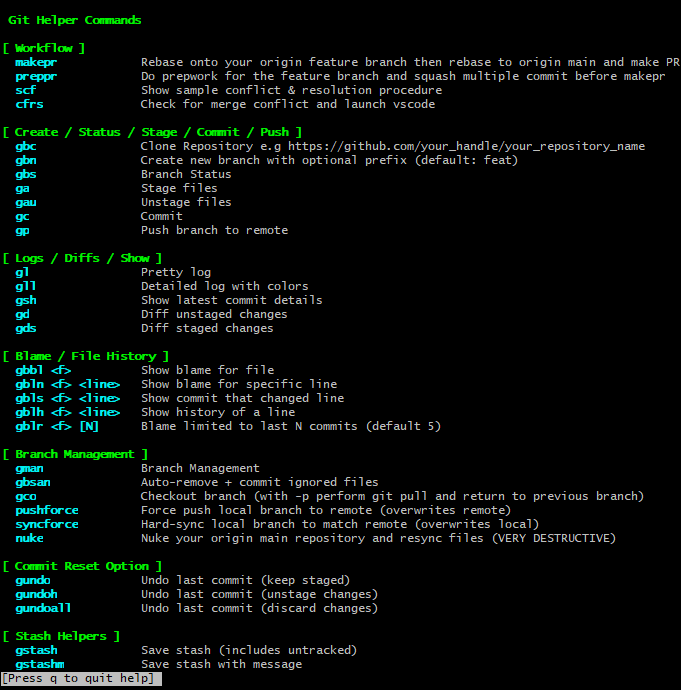 Git Helper Commands
[ Workflow ]
makepr Rebase onto your origin feature branch then rebase to origin main and make PR
preppr Do prepwork for the feature branch and squash multiple commit before makepr
scf Show sample conflict & resolution procedure
cfrs Check for merge conflict and launch vscode
[ Create / Status / Stage / Commit / Push ]
gbc Clone Repository e.g https://github.com/your_handle/your_repository_name
gbn Create new branch with optional prefix (default: feat)
gbs Branch Status
ga Stage files
gau Unstage files
gc Commit
gp Push branch to remote
[ Logs / Diffs / Show ]
gl Pretty log
gll Detailed log with colors
gsh Show latest commit details
gd Diff unstaged changes
gds Diff staged changes
[ Blame / File History ]
gbbl <f> Show blame for file
gbln <f> <line> Show blame for specific line
gbls <f> <line> Show commit that changed line
gblh <f> <line> Show history of a line
gblr <f> [N] Blame limited to last N commits (default 5)
[ Branch Management ]
gman Branch Management
gbsan Auto-remove + commit ignored files
gco Checkout branch (with -p perform git pull and return to previous branch)
pushforce Force push local branch to remote (overwrites remote)
syncforce Hard-sync local branch to match remote (overwrites local)
nuke Nuke your origin main repository and resync files (VERY DESTRUCTIVE)
[ Commit Reset Option ]
gundo Undo last commit (keep staged)
gundoh Undo last commit (unstage changes)
gundoall Undo last commit (discard changes)
[ Stash Helpers ]
gstash Save stash (includes untracked)
gstashm Save stash with message
[Press q to quit help]